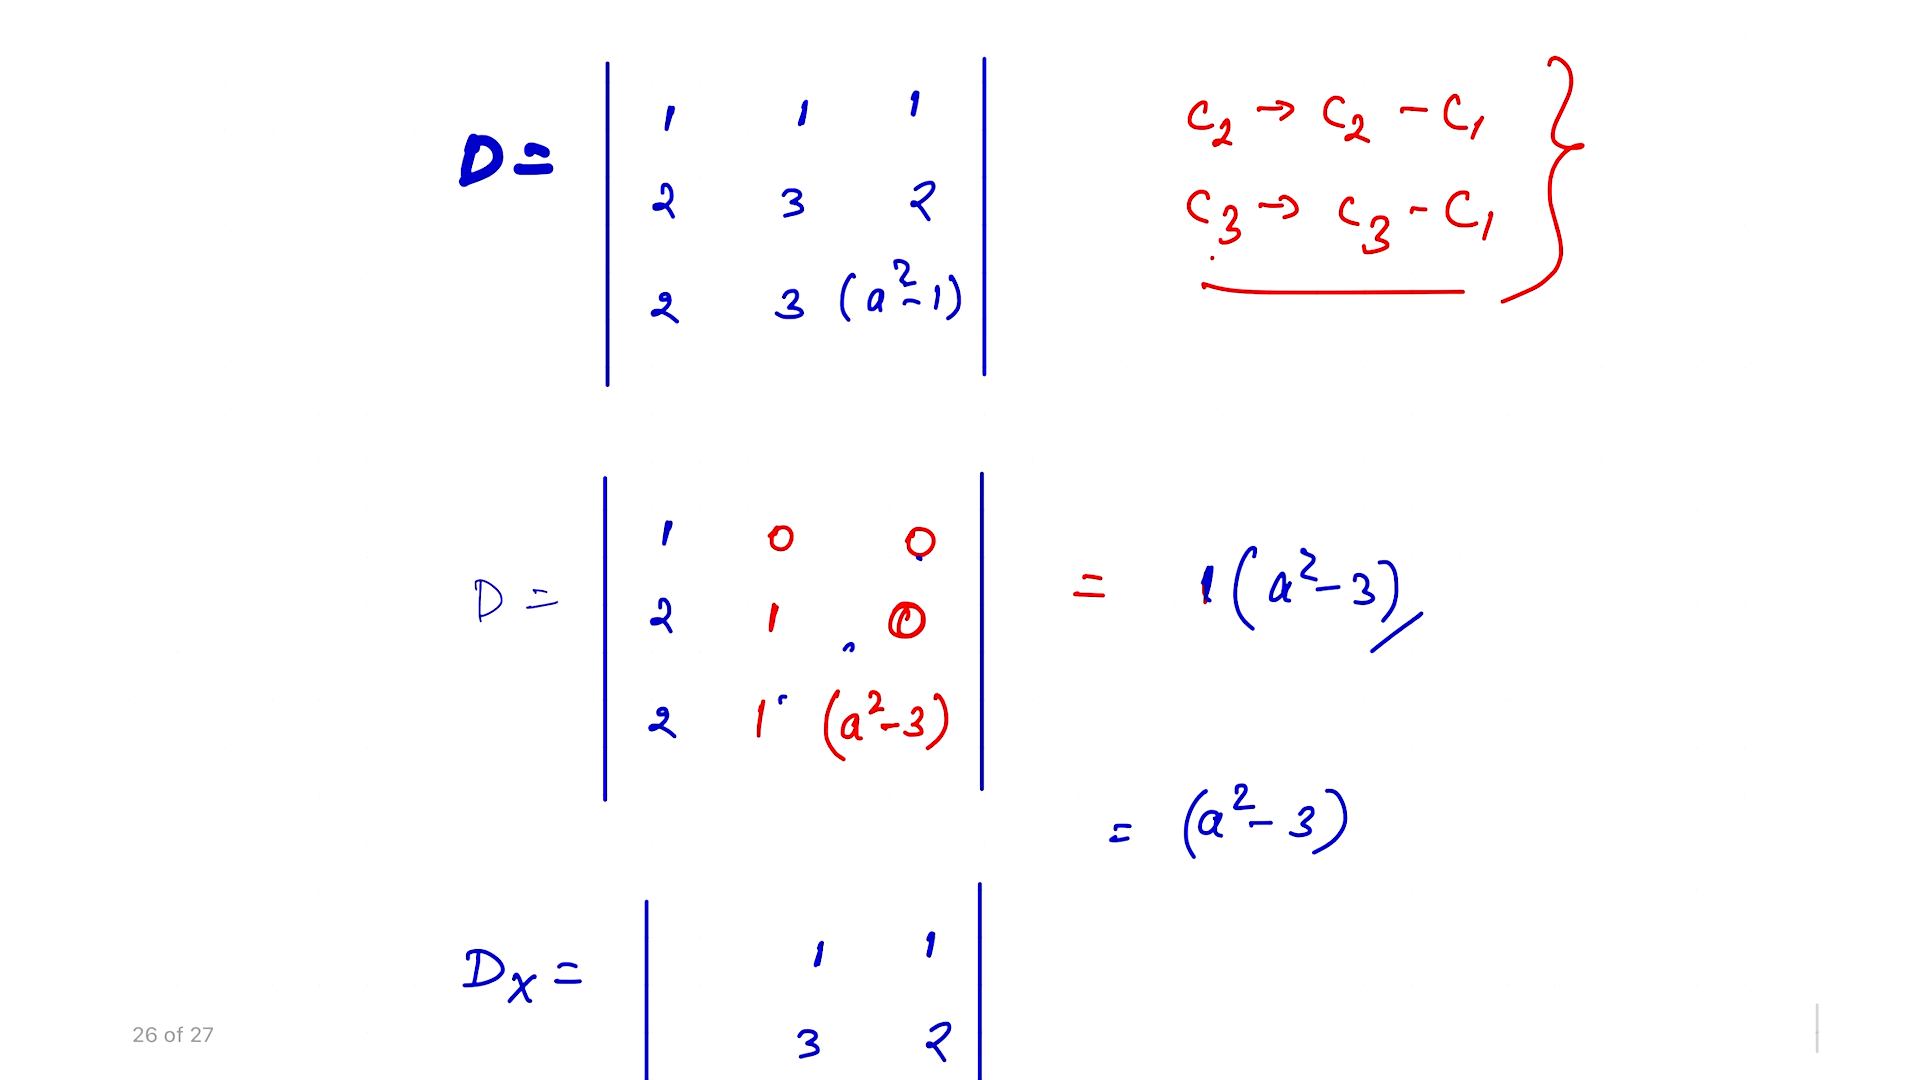 D = | 1 1 1 |
| 2 3 2 |
| 2 3 (a²-1) |
C₂ → C₂ - C₁
C₃ → C₃ - C₁
D = | 1 0 0 |
| 2 1 0 |
| 2 1 (a²-3) |
= 1(a²-3)
= (a²-3)
Dx = | 1 1 |
| 3 2 |
26 of 27